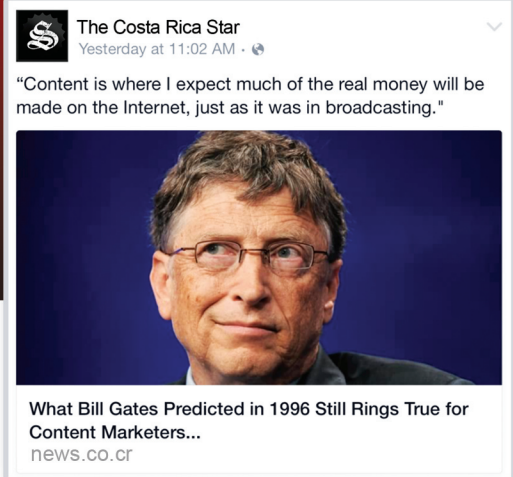 The Costa Rica Star
Yesterday at 11:02 AM ·
“Content is where I expect much of the real money will be
made on the Internet, just as it was in broadcasting."
What Bill Gates Predicted in 1996 Still Rings True for
Content Marketers...
news.co.cr